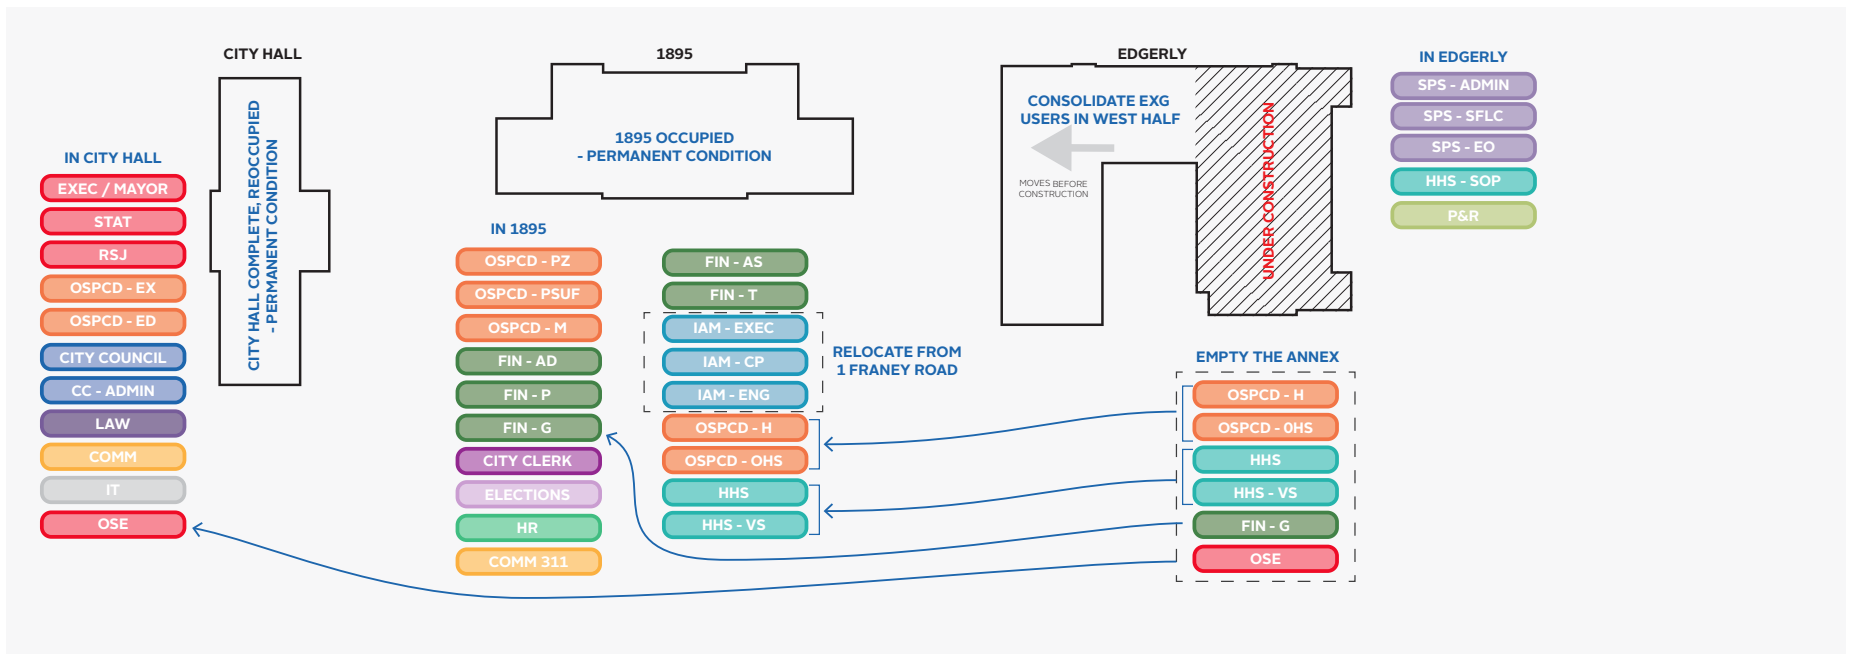 CITY HALL
CITY HALL COMPLETE, REOCCUPIED
- PERMANENT CONDITION
IN CITY HALL
EXEC / MAYOR
STAT
RSJ
OSPCD - EX
OSPCD - ED
CITY COUNCIL
CC - ADMIN
LAW
COMM
IT
OSE
1895
1895 OCCUPIED
- PERMANENT CONDITION
IN 1895
OSPCD - PZ
OSPCD - PSUF
OSPCD - M
FIN - AD
FIN - P
FIN - G
CITY CLERK
ELECTIONS
HR
COMM 311
FIN - AS
FIN - T
IAM - EXEC
IAM - CP
IAM - ENG
OSPCD - H
OSPCD - OHS
HHS
HHS - VS
RELOCATE FROM
1 FRANEY ROAD
EDGERLY
CONSOLIDATE EXG
USERS IN WEST HALF
MOVES BEFORE
CONSTRUCTION
UNDER CONSTRUCTION
IN EDGERLY
SPS - ADMIN
SPS - SFLC
SPS - EO
HHS - SOP
P&R
EMPTY THE ANNEX
OSPCD - H
OSPCD - 0HS
HHS
HHS - VS
FIN - G
OSE